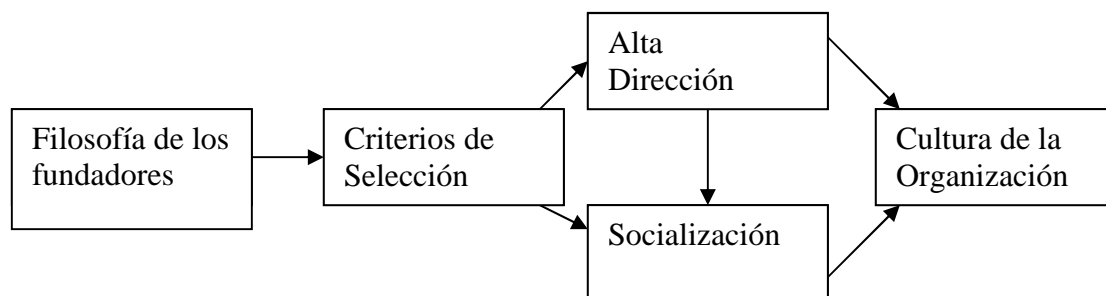 Filosofía de los
fundadores
Criterios de
Selección
Alta
Dirección
Socialización
Cultura de la
Organización